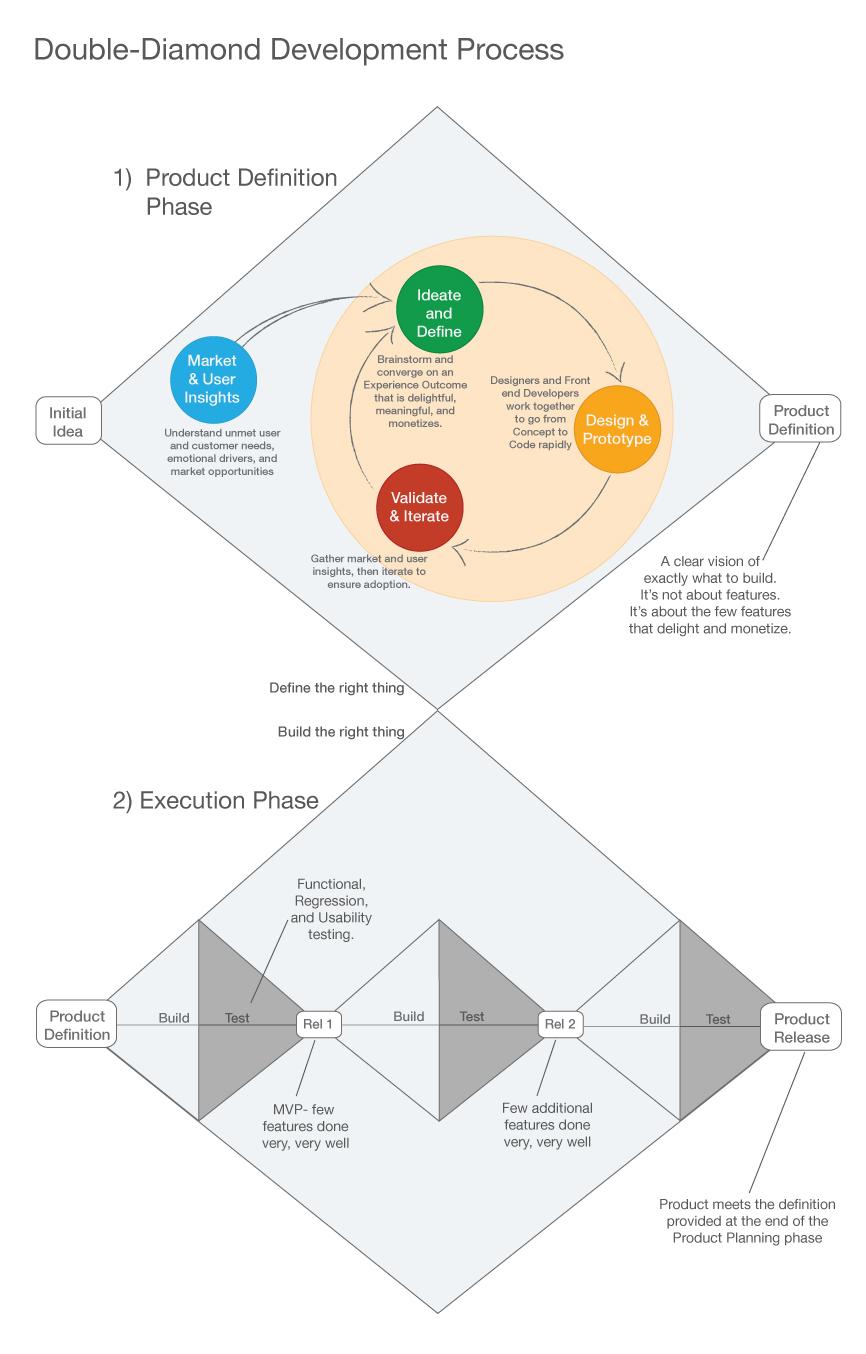 Double-Diamond Development Process
1) Product Definition
Phase
Ideate
and
Define
Market
& User
Insights
Brainstorm and
converge on an
Experience Outcome
that is delightful,
meaningful, and
monetizes.
Designers and Front
end Developers
work together
to go from
Concept to
Code rapidly
Design &
Prototype
Initial
Idea
Product
Definition
Understand unmet user
and customer needs,
emotional drivers, and
market opportunities
Validate
& Iterate
Gather market and user
insights, then iterate to
ensure adoption.
A clear vision of
exactly what to build.
It's not about features.
It's about the few features
that delight and monetize.
Define the right thing
Build the right thing
2) Execution Phase
Functional,
Regression,
and Usability
testing.
Product
Definition
Build
Test
Rel 1
Build
Test
Rel 2
Build
Test
Product
Release
MVP- few
features done
very, very well
Few additional
features done
very, very well
Product meets the definition
provided at the end of the
Product Planning phase